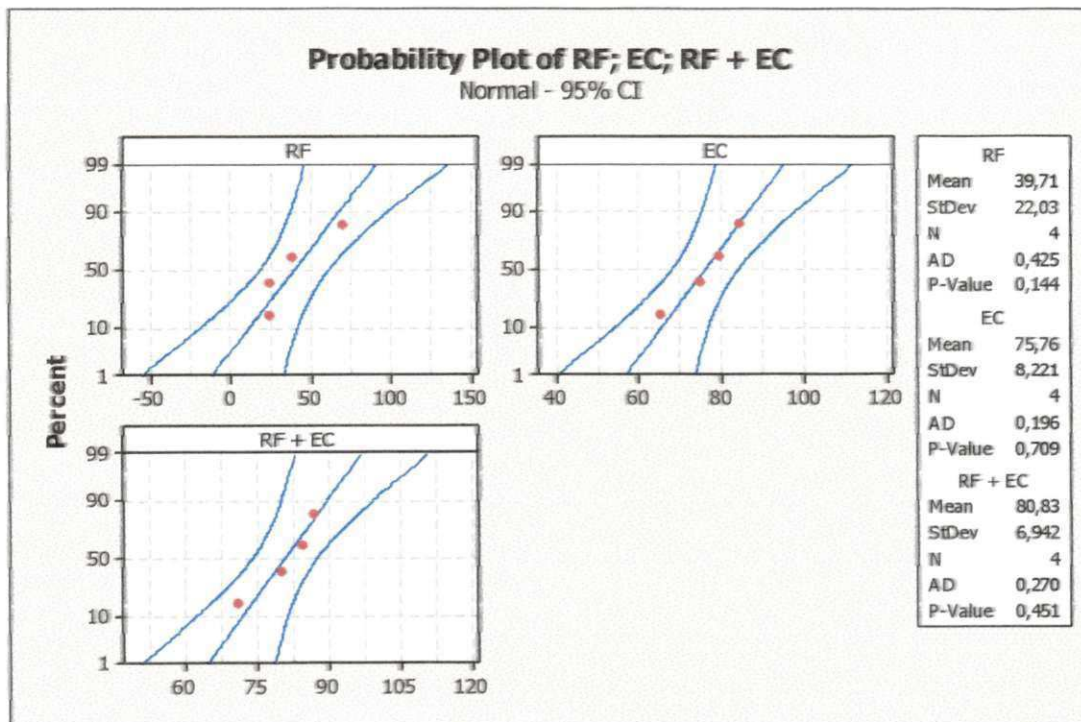 Probability Plot of RF; EC; RF + EC
Normal - 95% CI
Percent
RF
99
90
50
10
1
-50 0 50 100 150
EC
99
90
50
10
1
40 60 80 100 120
RF + EC
99
90
50
10
1
60 75 90 105 120
RF
Mean 39,71
StDev 22,03
N 4
AD 0,425
P-Value 0,144
EC
Mean 75,76
StDev 8,221
N 4
AD 0,196
P-Value 0,709
RF + EC
Mean 80,83
StDev 6,942
N 4
AD 0,270
P-Value 0,451